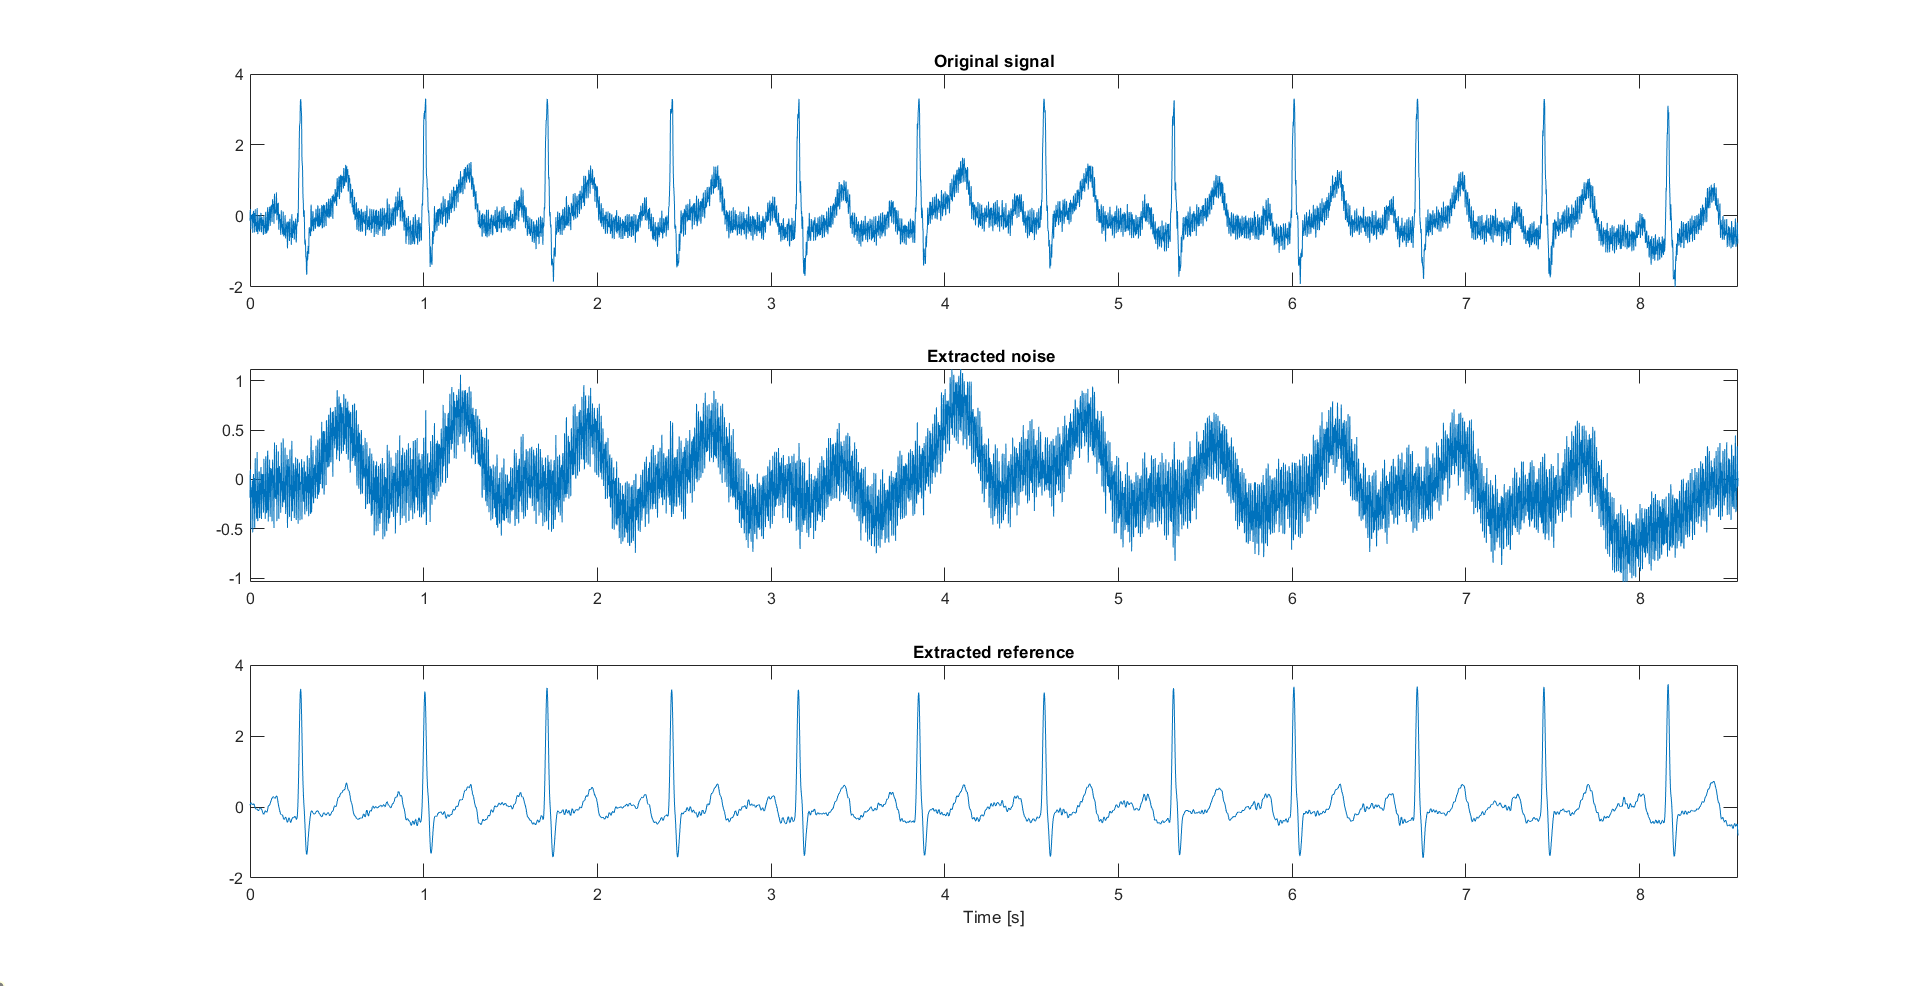 Original signal
4
2
0
-2
0 1 2 3 4 5 6 7 8
Extracted noise
1
0.5
0
-0.5
-1
0 1 2 3 4 5 6 7 8
Extracted reference
4
2
0
-2
0 1 2 3 4 5 6 7 8
Time [s]